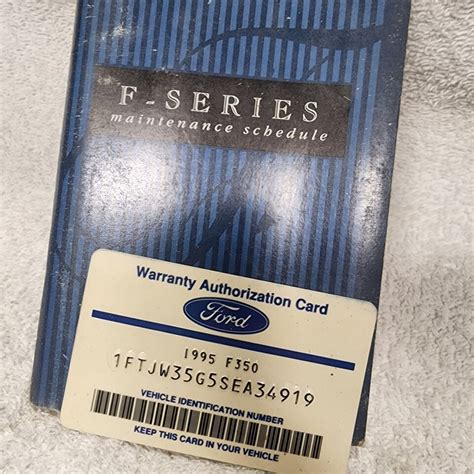 F-SERIES
maintenance schedule
Warranty Authorization Card
Ford
1995 F350
1FTJW35G5SEA34919
VEHICLE IDENTIFICATION NUMBER
KEEP THIS CARD IN YOUR VEHICLE